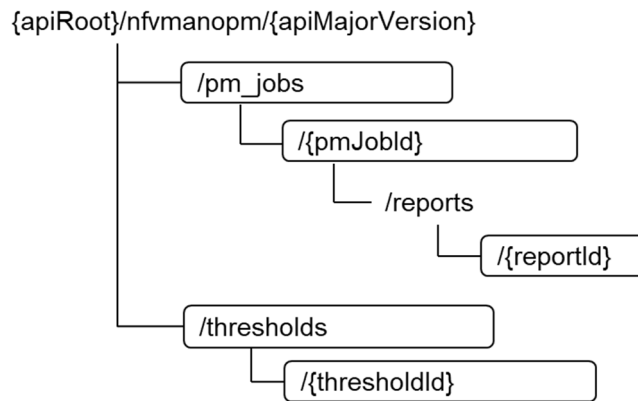 {apiRoot}/nfvmanopm/{apiMajorVersion}
/pm_jobs
/{pmJobId}
/reports
/{reportId}
/thresholds
/{thresholdId}